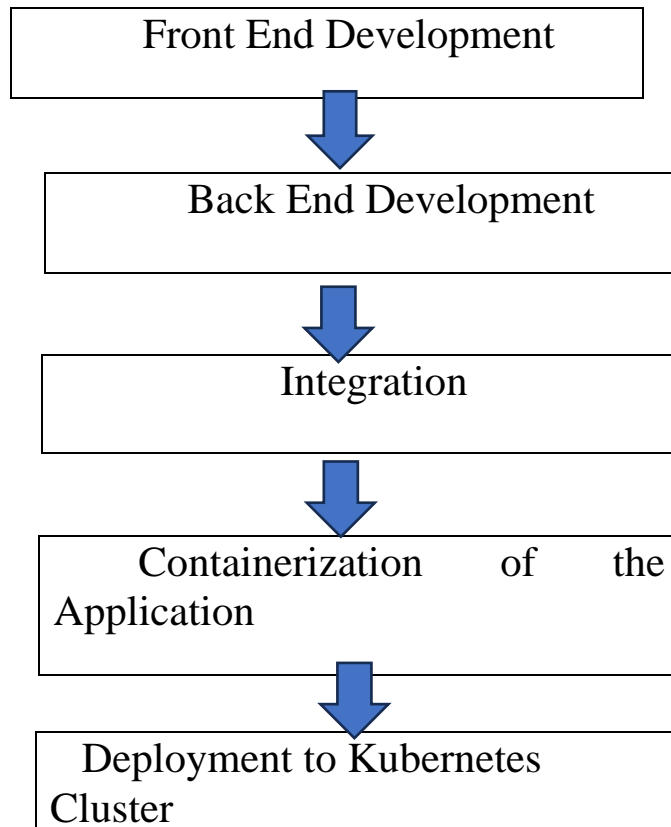 Front End Development
Back End Development
Integration
Containerization of the
Application
Deployment to Kubernetes
Cluster